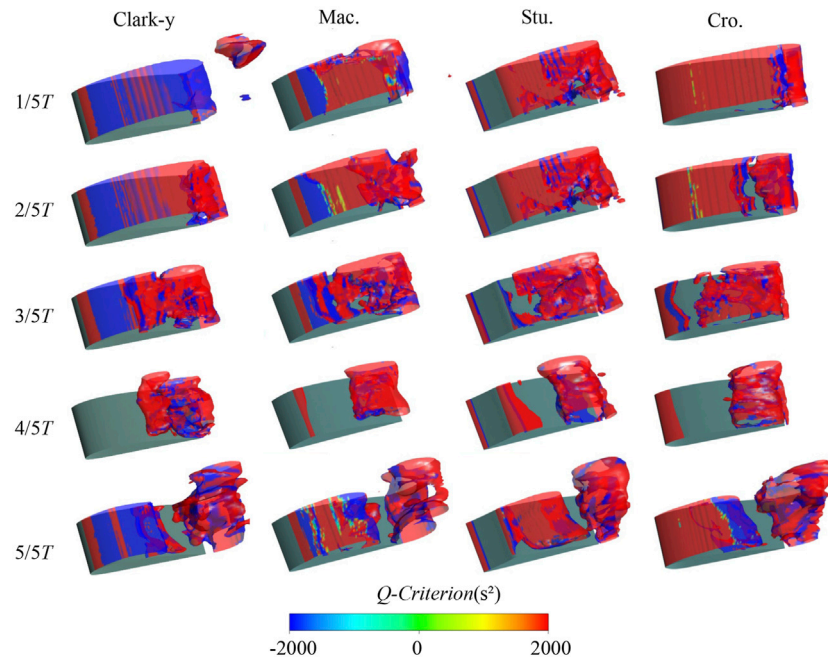 Clark-y Mac. Stu. Cro.
1/5T
2/5T
3/5T
4/5T
5/5T
Q-Criterion(s²)
-2000 0 2000